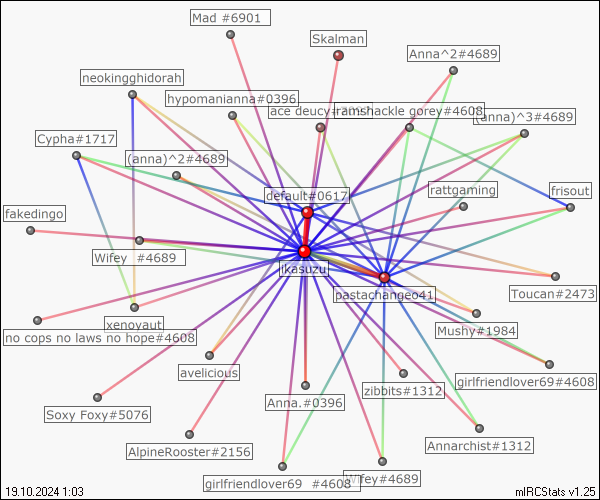 Mad #6901
Skalman
Anna^2#4689
neokingghidorah
hypomanianna#0396
ace deucy
ramshackle gorey#4608
(anna)^3#4689
Cypha#1717
(anna)^2#4689
default#0617
rattgaming
frisout
fakedingo
Wifey #4689
jkasuzu
pastachangeo41
Toucan#2473
xenovaut
Mushy#1984
no cops no laws no hope#4608
avelicious
zibbits#1312
girlfriendlover69#4608
Anna.#0396
Soxy Foxy#5076
Annarchist#1312
AlpineRooster#2156
girlfriendlover69 #4608
Wifey#4689
19.10.2024 1:03
mIRCStats v1.25